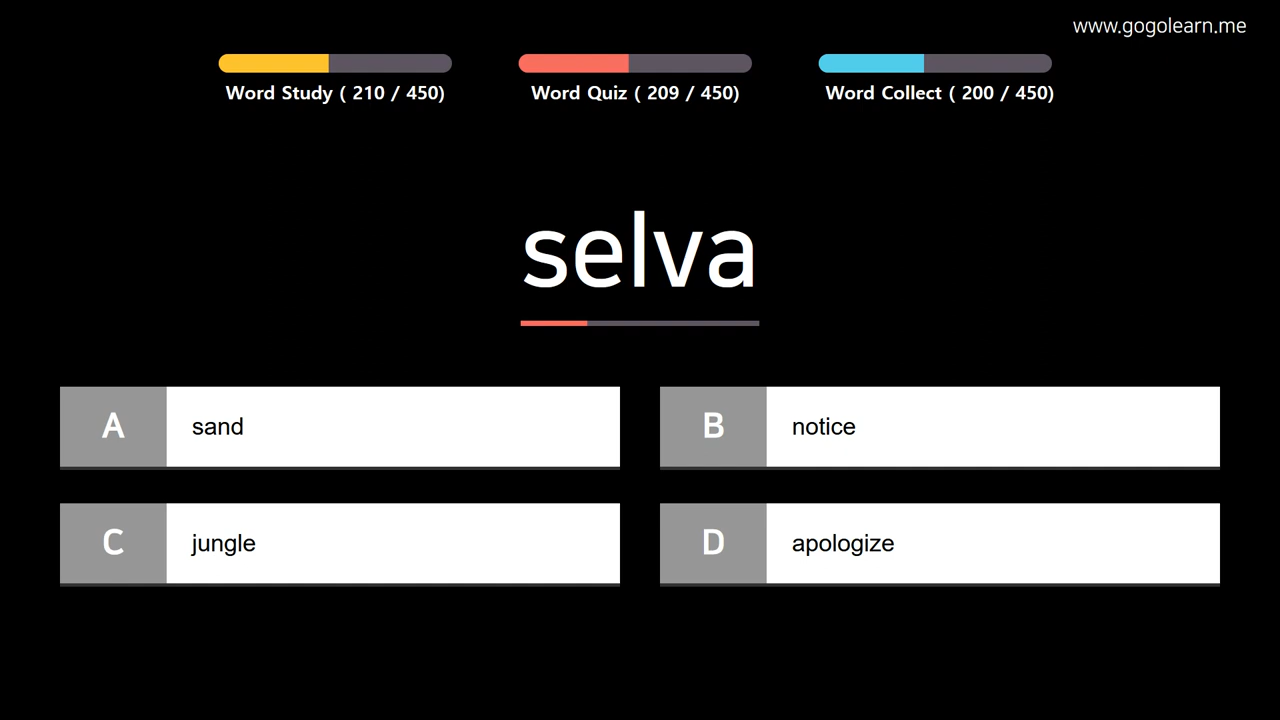 www.gogolearn.me
Word Study ( 210 / 450)
Word Quiz ( 209 / 450)
Word Collect ( 200 / 450)
selva
A sand
B notice
C jungle
D apologize